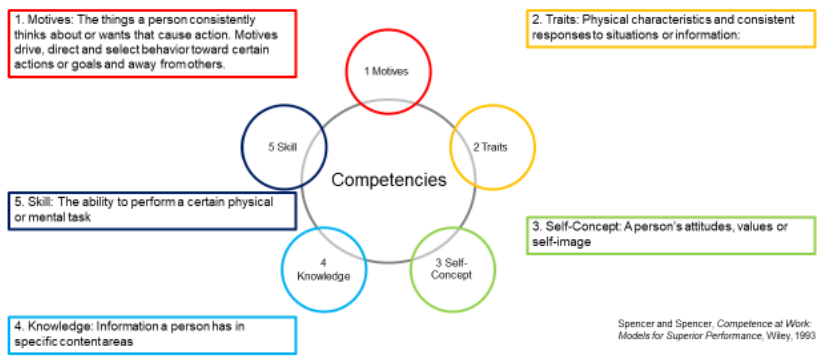 1. Motives: The things a person consistently
thinks about or wants that cause action. Motives
drive, direct and select behavior toward certain
actions or goals and away from others.
2. Traits: Physical characteristics and consistent
responses to situations or information:
1 Motives
5 Skill
2 Traits
Competencies
5. Skill: The ability to perform a certain physical
or mental task
3. Self-Concept: A person's attitudes, values or
self-image
4
Knowledge
3 Self-
Concept
4. Knowledge: Information a person has in
specific content areas
Spencer and Spencer, Competence at Work:
Models for Superior Performance, Wiley, 1993